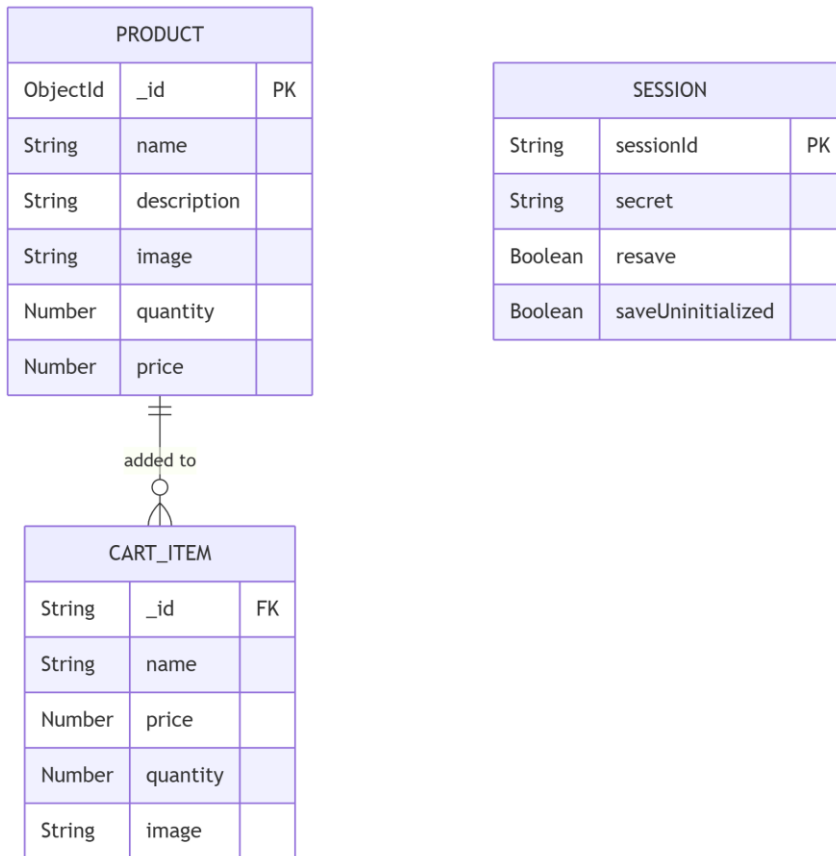 PRODUCT
ObjectId _id PK
String name
String description
String image
Number quantity
Number price
added to
CART_ITEM
String _id FK
String name
Number price
Number quantity
String image
SESSION
String sessionId PK
String secret
Boolean resave
Boolean saveUninitialized